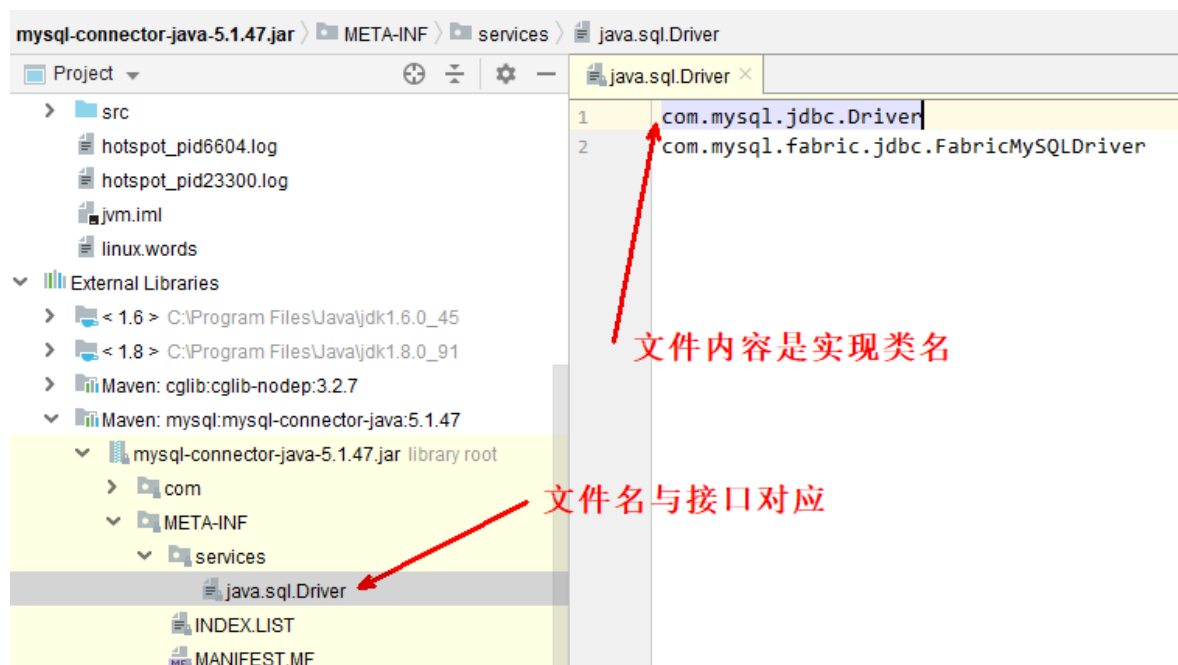 mysql-connector-java-5.1.47.jar META-INF services java.sql.Driver
Project
java.sql.Driver
src
hotspot_pid6604.log
hotspot_pid23300.log
jvm.iml
linux.words
External Libraries
< 1.6 > C:\Program Files\Java\jdk1.6.0_45
< 1.8 > C:\Program Files\Java\jdk1.8.0_91
Maven: cglib:cglib-nodep:3.2.7
Maven: mysql:mysql-connector-java:5.1.47
mysql-connector-java-5.1.47.jar library root
com
META-INF
services
java.sql.Driver
INDEX.LIST
MANIFEST.MF
1 com.mysql.jdbc.Driver
2 com.mysql.fabric.jdbc.FabricMySQLDriver
文件内容是实现类名
文件名与接口对应